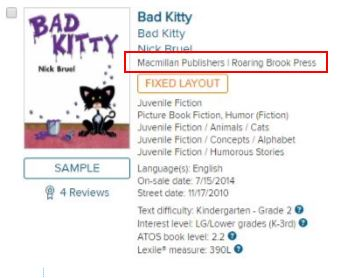 BAD
KITTY
Nick Bruel
SAMPLE
4 Reviews
Bad Kitty
Bad Kitty
Nick Bruel
Macmillan Publishers | Roaring Brook Press
FIXED LAYOUT
Juvenile Fiction
Picture Book Fiction, Humor (Fiction)
Juvenile Fiction / Animals / Cats
Juvenile Fiction / Concepts / Alphabet
Juvenile Fiction / Humorous Stories
Language(s): English
On-sale date: 7/15/2014
Street date: 11/17/2010
Text difficulty: Kindergarten - Grade 2 ?
Interest level: LG/Lower grades (K-3rd) ?
ATOS book level: 2.2 ?
Lexile® measure: 390L ?